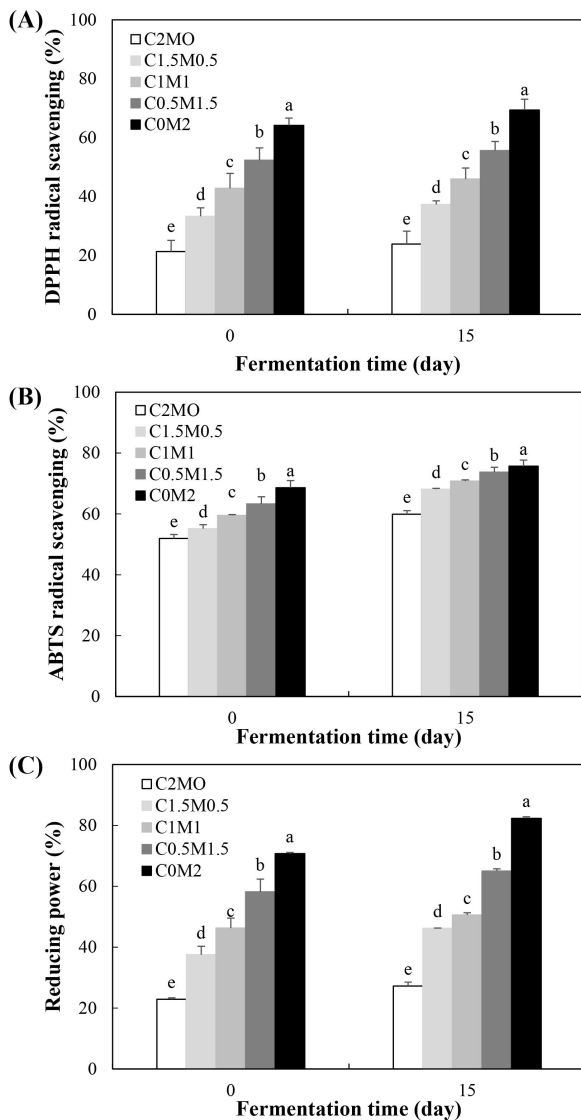 (A)
100
80
60
40
20
0
DPPH radical scavenging (%)
C2MO
C1.5M0.5
C1M1
C0.5M1.5
C0M2
e
d
c
b
a
e
d
c
b
a
0
15
Fermentation time (day)
(B)
100
80
60
40
20
0
ABTS radical scavenging (%)
C2MO
C1.5M0.5
C1M1
C0.5M1.5
C0M2
e
d
c
b
a
e
d
c
b
a
0
15
Fermentation time (day)
(C)
100
80
60
40
20
0
Reducing power (%)
C2MO
C1.5M0.5
C1M1
C0.5M1.5
C0M2
e
d
c
b
a
e
d
c
b
a
0
15
Fermentation time (day)